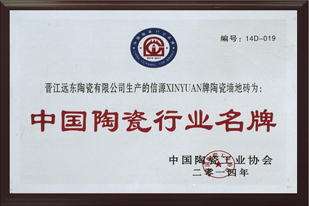 编号：14D-019
晋江远东陶瓷有限公司生产的信源XINYUAN牌陶瓷墙地砖为：
中国陶瓷行业名牌
中国陶瓷工业协会
二○一四年